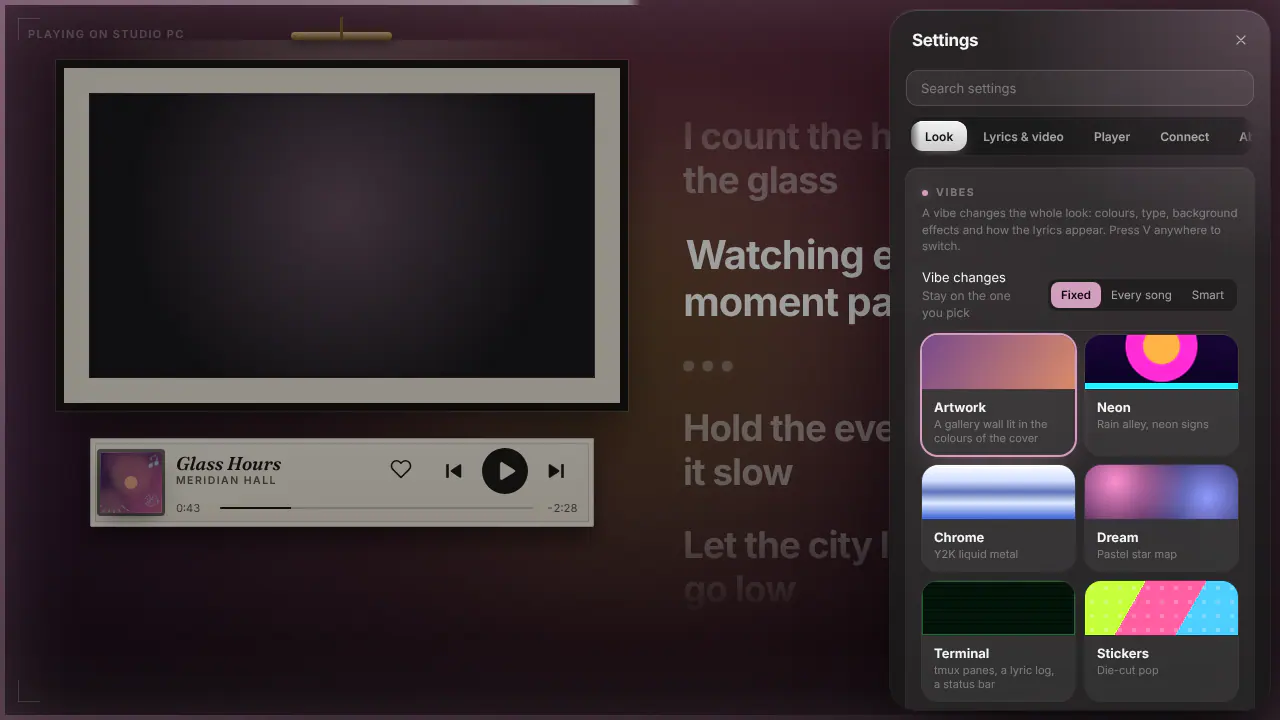 PLAYING ON STUDIO PC
I count the h
the glass
Watching e
moment pa
Hold the eve
it slow
Let the city l
go low
Glass Hours
MERIDIAN HALL
0:43
-2:28
Settings
Search settings
Look
Lyrics & video
Player
Connect
Al
VIBES
A vibe changes the whole look: colours, type, background
effects and how the lyrics appear. Press V anywhere to
switch.
Vibe changes
Stay on the one
you pick
Fixed
Every song
Smart
Artwork
A gallery wall lit in the
colours of the cover
Neon
Rain alley, neon signs
Chrome
Y2K liquid metal
Dream
Pastel star map
Terminal
tmux panes, a lyric log,
a status bar
Stickers
Die-cut pop